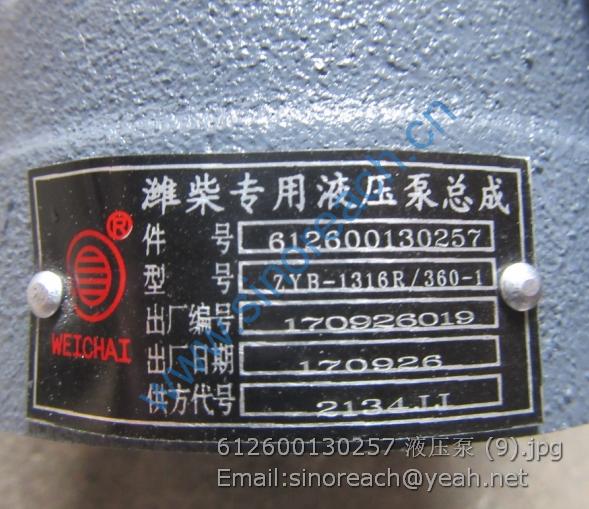 潍柴专用液压泵总成
件 号 612600130257
型 号 ZYB-1316R/360-1
出厂编号 170926019
出厂日期 170926
供方代号 2134JJ
®
WEICHAI
www.sinoreach.cn
612600130257 液压泵 (9).jpg
Email:sinoreach@yeah.net